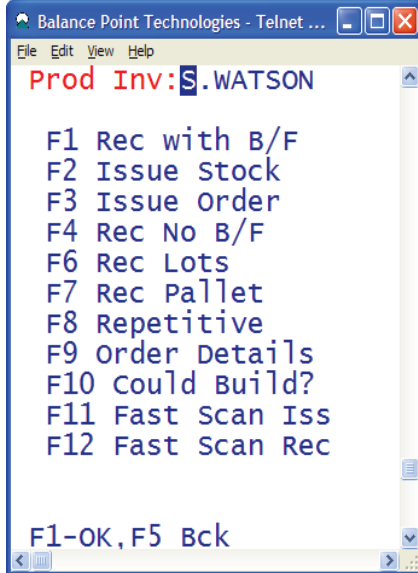 Balance Point Technologies - Telnet ...
File Edit View Help
Prod Inv:S.WATSON
F1 Rec with B/F
F2 Issue Stock
F3 Issue Order
F4 Rec No B/F
F6 Rec Lots
F7 Rec Pallet
F8 Repetitive
F9 Order Details
F10 Could Build?
F11 Fast Scan Iss
F12 Fast Scan Rec
F1-OK,F5 Bck